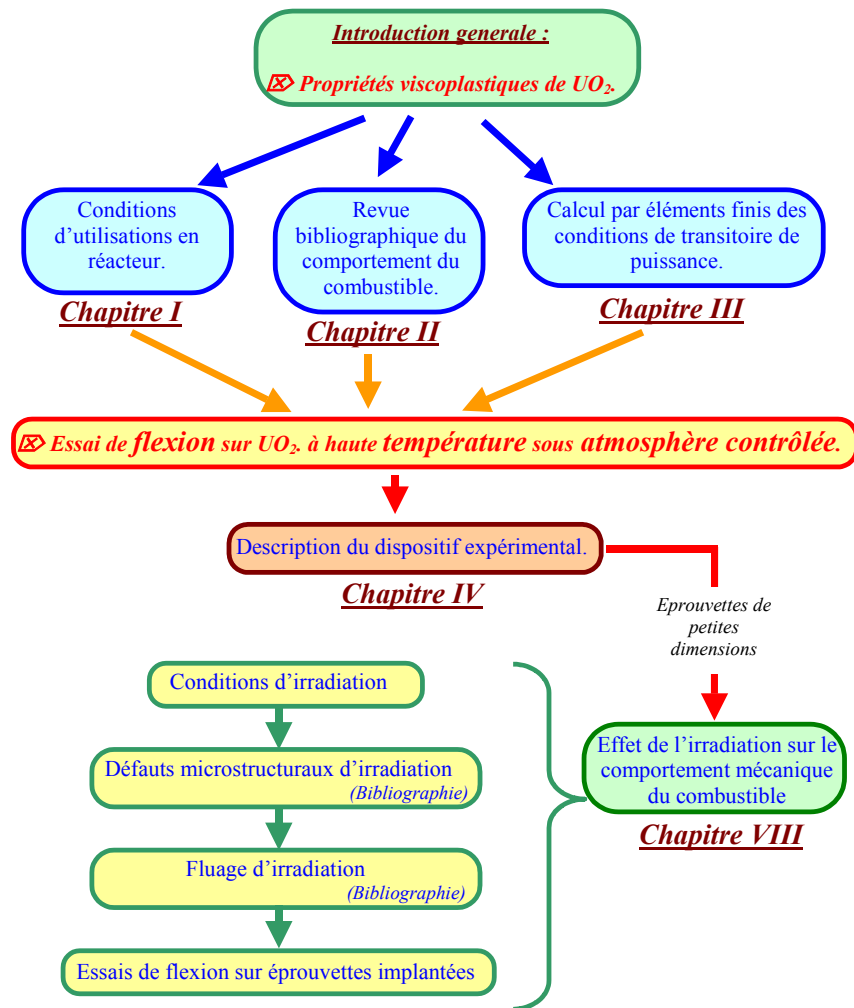 Introduction generale :
⌦ Propriétés viscoplastiques de UO₂.
Conditions
d’utilisations en
réacteur.
Chapitre I
Revue
bibliographique du
comportement du
combustible.
Chapitre II
Calcul par éléments finis des
conditions de transitoire de
puissance.
Chapitre III
⌦ Essai de flexion sur UO₂. à haute température sous atmosphère contrôlée.
Description du dispositif expérimental.
Chapitre IV
Eprouvettes de
petites
dimensions
Conditions d’irradiation
Défauts microstructuraux d’irradiation
(Bibliographie)
Fluage d’irradiation
(Bibliographie)
Essais de flexion sur éprouvettes implantées
Effet de l’irradiation sur le
comportement mécanique
du combustible
Chapitre VIII